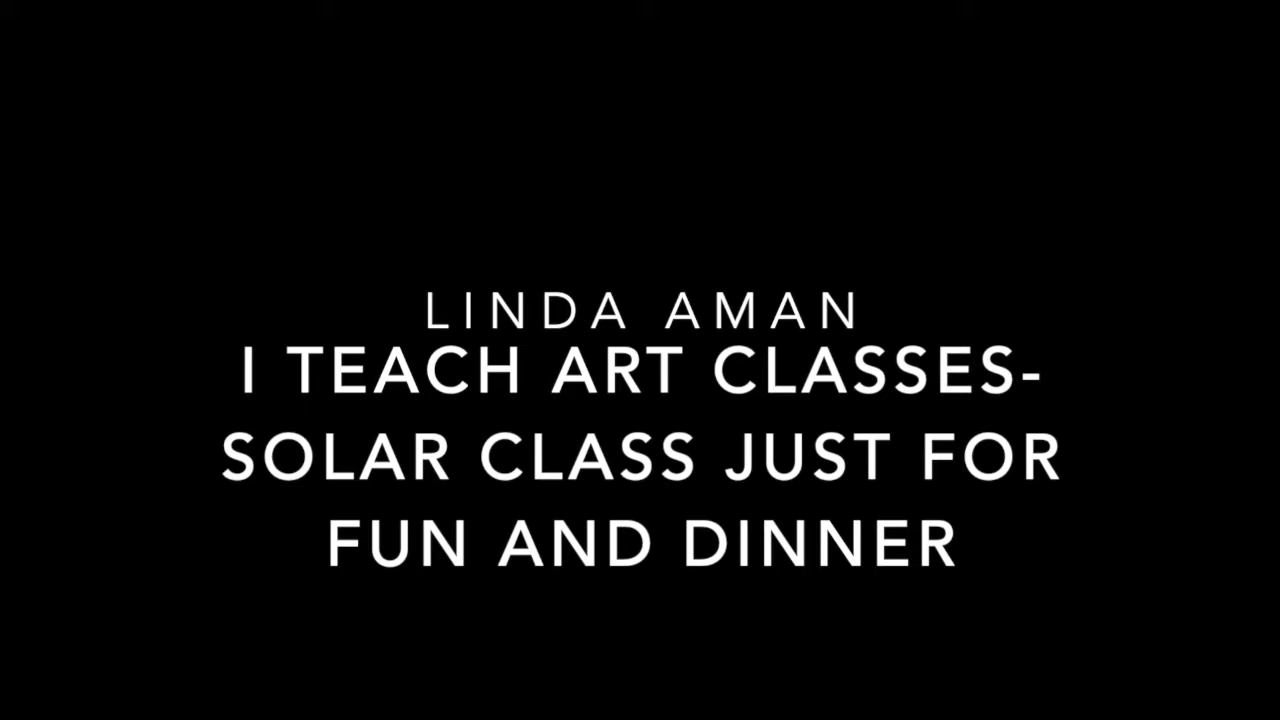 LINDA AMAN
I TEACH ART CLASSES-
SOLAR CLASS JUST FOR
FUN AND DINNER